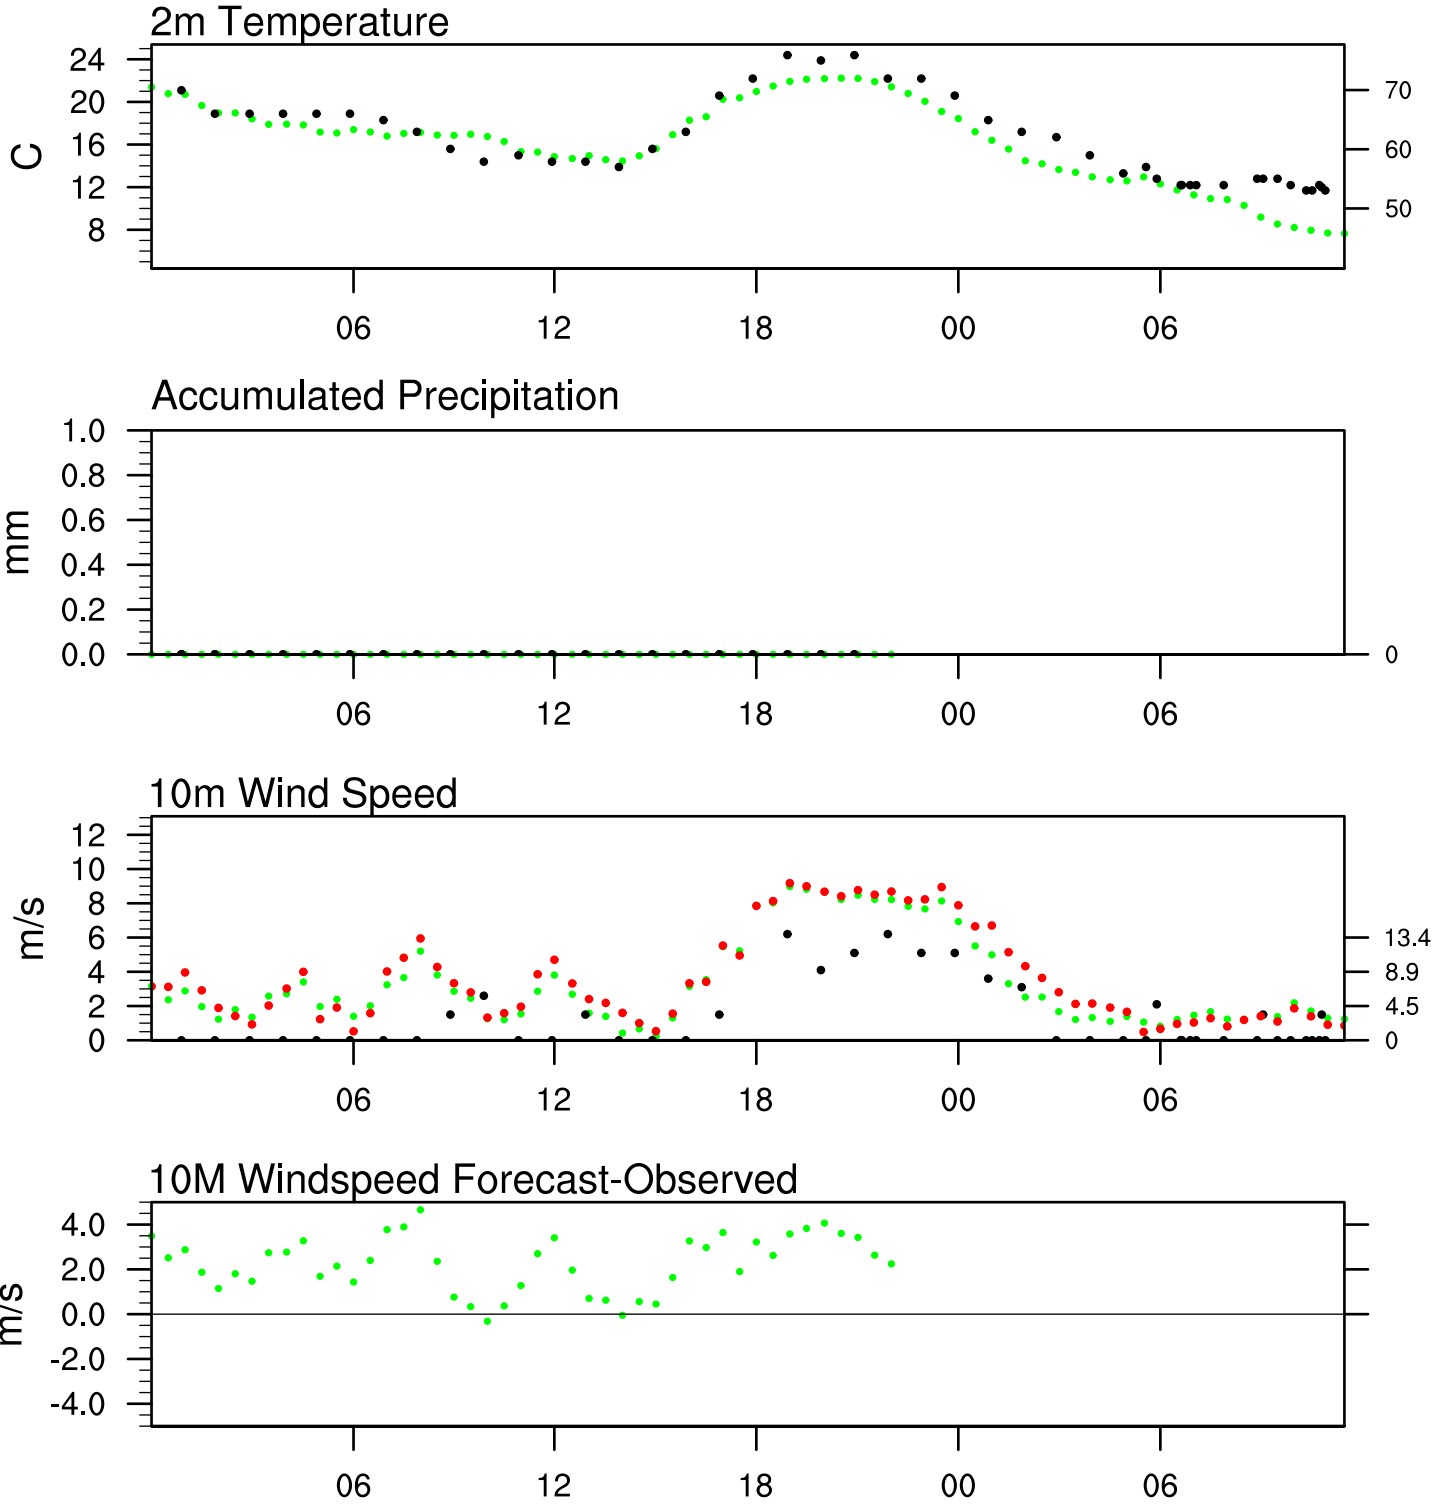 2m Temperature
24
20
16
12
8
C
70
60
50
06 12 18 00 06
Accumulated Precipitation
1.0
0.8
0.6
0.4
0.2
0.0
mm
0
06 12 18 00 06
10m Wind Speed
12
10
8
6
4
2
0
m/s
13.4
8.9
4.5
0
06 12 18 00 06
10M Windspeed Forecast-Observed
4.0
2.0
0.0
-2.0
-4.0
m/s
06 12 18 00 06